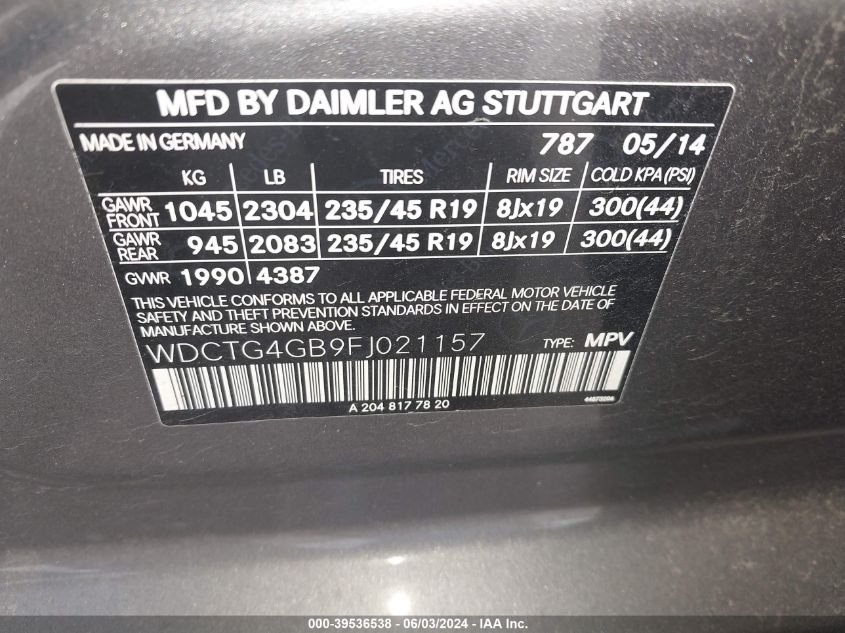 MFD BY DAIMLER AG STUTTGART
MADE IN GERMANY 787 05/14
KG LB TIRES RIM SIZE COLD KPA (PSI)
GAWR FRONT 1045 2304 235/45 R19 8Jx19 300(44)
GAWR REAR 945 2083 235/45 R19 8Jx19 300(44)
GVWR 1990 4387
THIS VEHICLE CONFORMS TO ALL APPLICABLE FEDERAL MOTOR VEHICLE
SAFETY AND THEFT PREVENTION STANDARDS IN EFFECT ON THE DATE OF
MANUFACTURE SHOWN ABOVE.
WDCTG4GB9FJ021157 TYPE: MPV
A 204 817 78 20
000-39536538 - 06/03/2024 - IAA Inc.